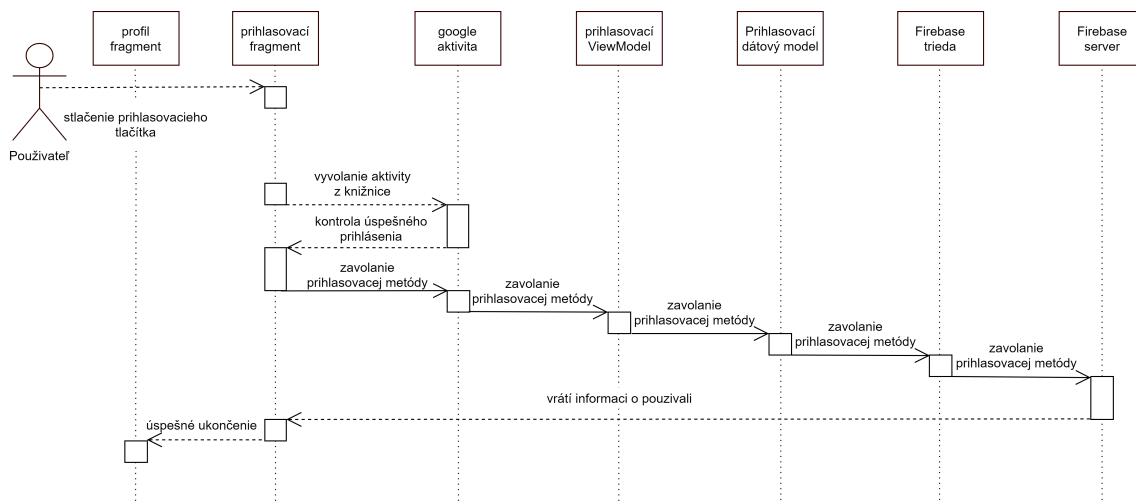 profil
fragment
prihlasovací
fragment
google
aktivita
prihlasovací
ViewModel
Prihlasovací
dátový model
Firebase
trieda
Firebase
server
stlačenie prihlasovacieho
tlačítka
Používateľ
vyvolanie aktivity
z knižnice
kontrola úspešného
prihlásenia
zavolanie
prihlasovacej metódy
zavolanie
prihlasovacej metódy
zavolanie
prihlasovacej metódy
zavolanie
prihlasovacej metódy
zavolanie
prihlasovacej metódy
vrátí informaci o pouzivali
úspešné ukončenie